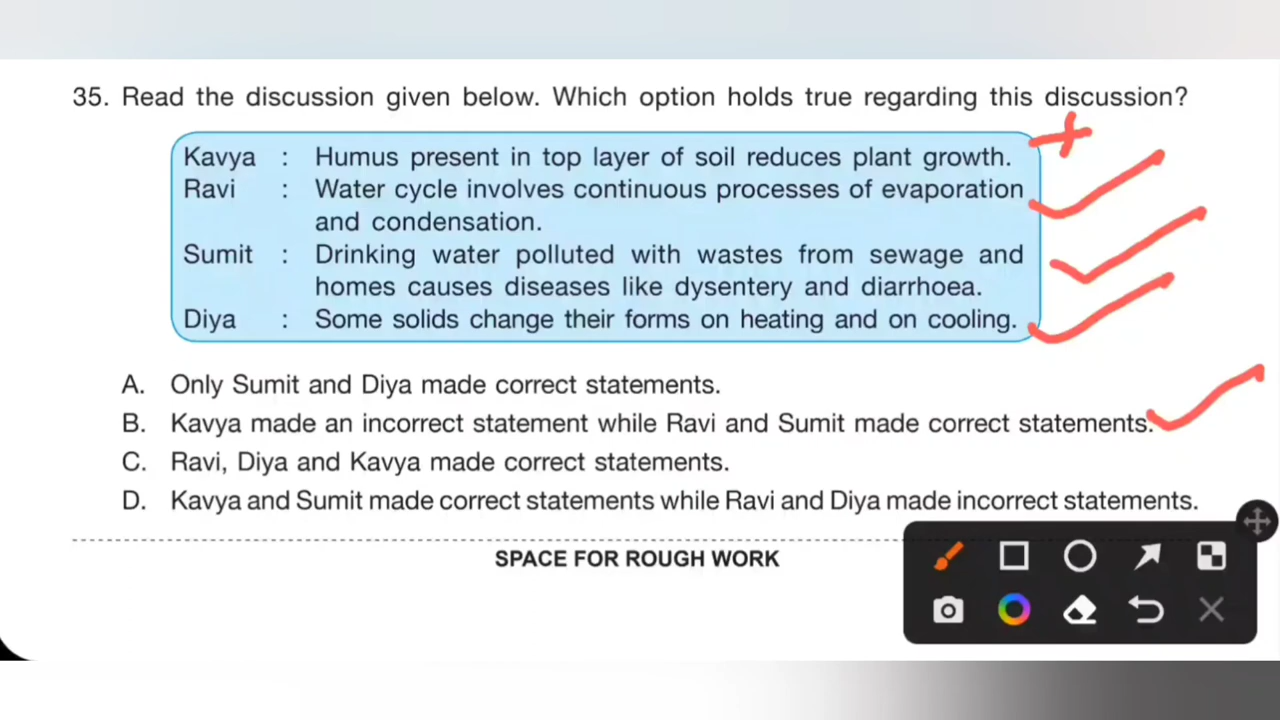 35. Read the discussion given below. Which option holds true regarding this discussion?
Kavya : Humus present in top layer of soil reduces plant growth.
Ravi : Water cycle involves continuous processes of evaporation
and condensation.
Sumit : Drinking water polluted with wastes from sewage and
homes causes diseases like dysentery and diarrhoea.
Diya : Some solids change their forms on heating and on cooling.
A. Only Sumit and Diya made correct statements.
B. Kavya made an incorrect statement while Ravi and Sumit made correct statements.
C. Ravi, Diya and Kavya made correct statements.
D. Kavya and Sumit made correct statements while Ravi and Diya made incorrect statements.
SPACE FOR ROUGH WORK